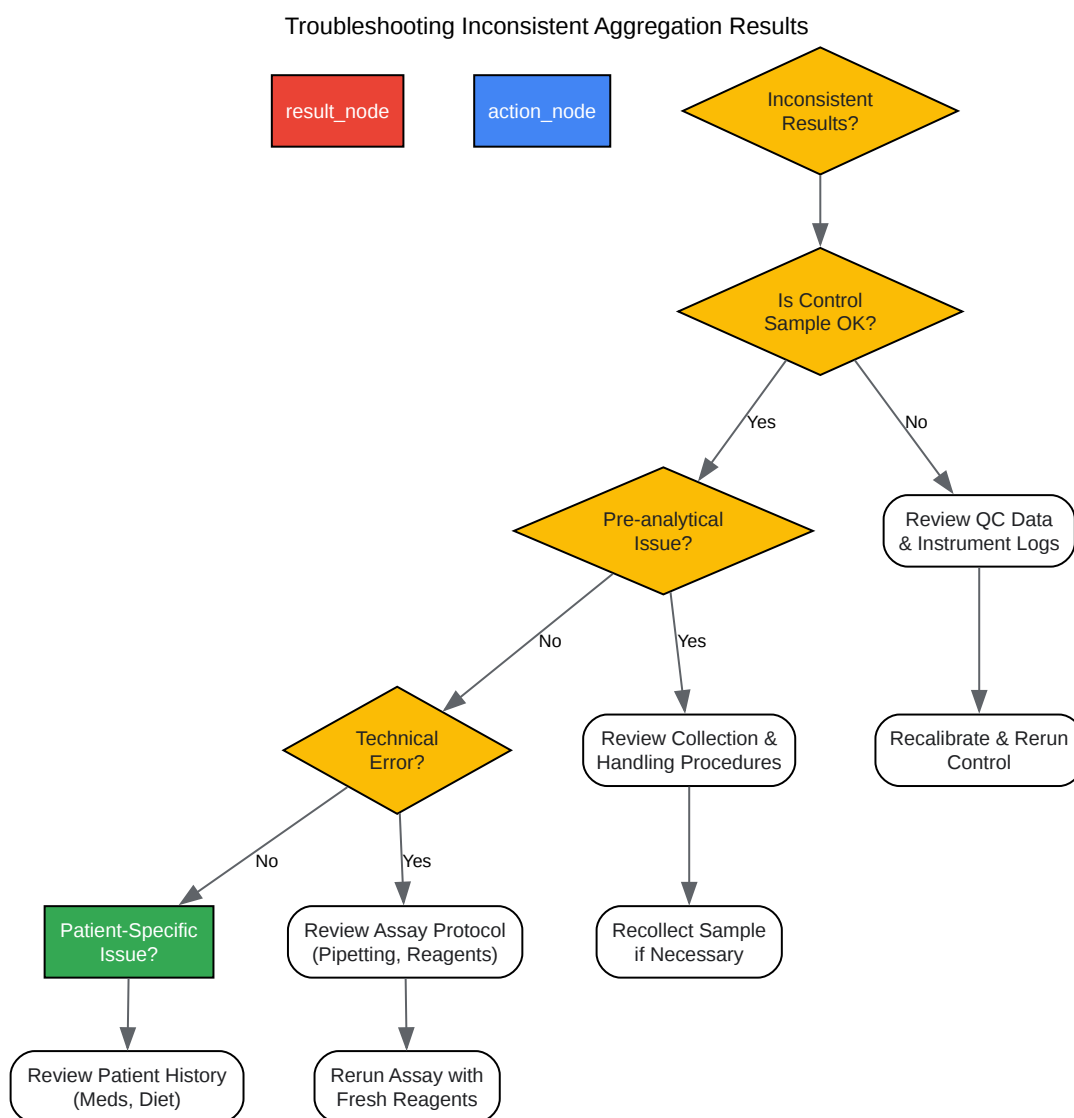 Troubleshooting Inconsistent Aggregation Results
result_node
action_node
Inconsistent
Results?
Is Control
Sample OK?
Yes
No
Pre-analytical
Issue?
Review QC Data
& Instrument Logs
No
Yes
Technical
Error?
Review Collection &
Handling Procedures
Recalibrate & Rerun
Control
No
Yes
Patient-Specific
Issue?
Review Assay Protocol
(Pipetting, Reagents)
Recollect Sample
if Necessary
Review Patient History
(Meds, Diet)
Rerun Assay with
Fresh Reagents